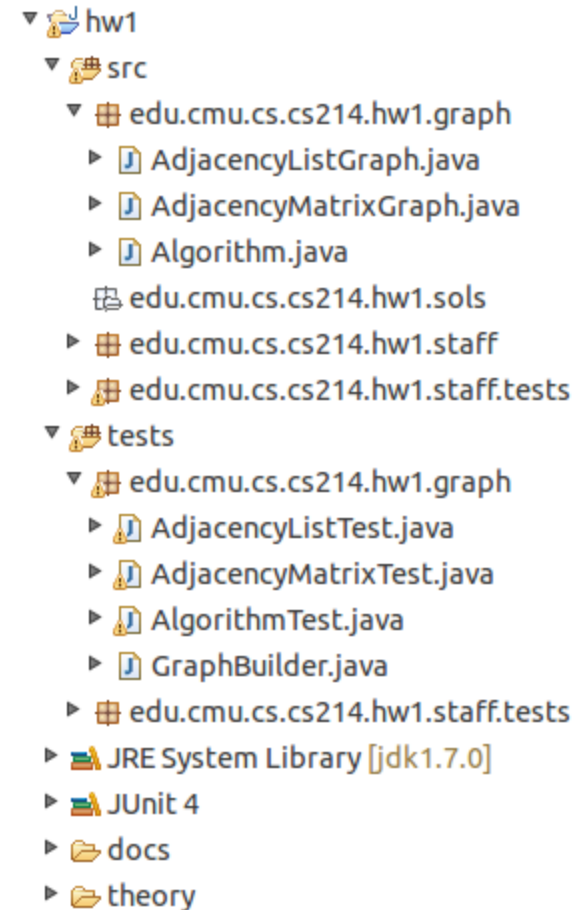 hw1
src
edu.cmu.cs.cs214.hw1.graph
AdjacencyListGraph.java
AdjacencyMatrixGraph.java
Algorithm.java
edu.cmu.cs.cs214.hw1.sols
edu.cmu.cs.cs214.hw1.staff
edu.cmu.cs.cs214.hw1.staff.tests
tests
edu.cmu.cs.cs214.hw1.graph
AdjacencyListTest.java
AdjacencyMatrixTest.java
AlgorithmTest.java
GraphBuilder.java
edu.cmu.cs.cs214.hw1.staff.tests
JRE System Library [jdk1.7.0]
JUnit 4
docs
theory